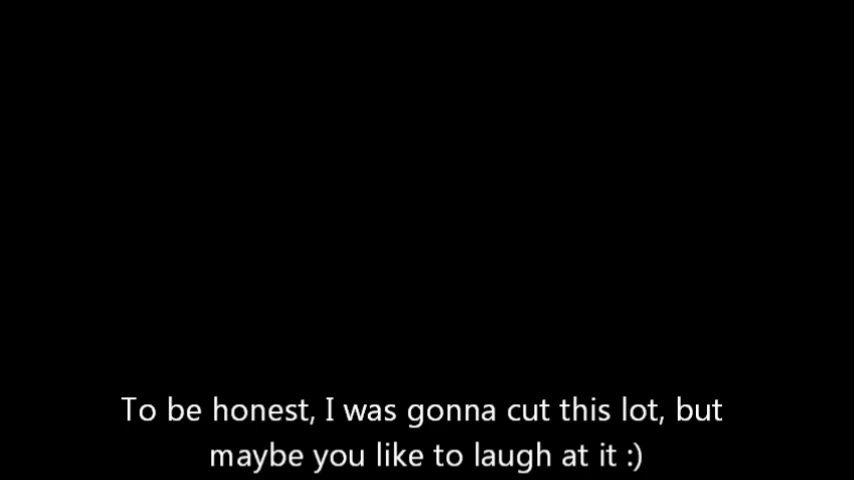 To be honest, I was gonna cut this lot, but
maybe you like to laugh at it :)